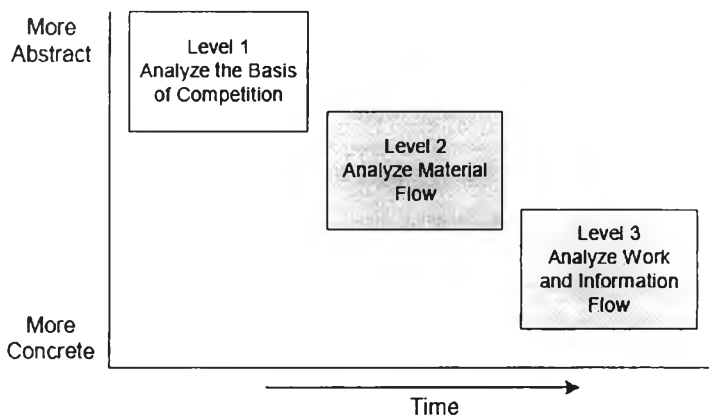 More
Abstract
Level 1
Analyze the Basis
of Competition
Level 2
Analyze Material
Flow
Level 3
Analyze Work
and Information
Flow
More
Concrete
Time